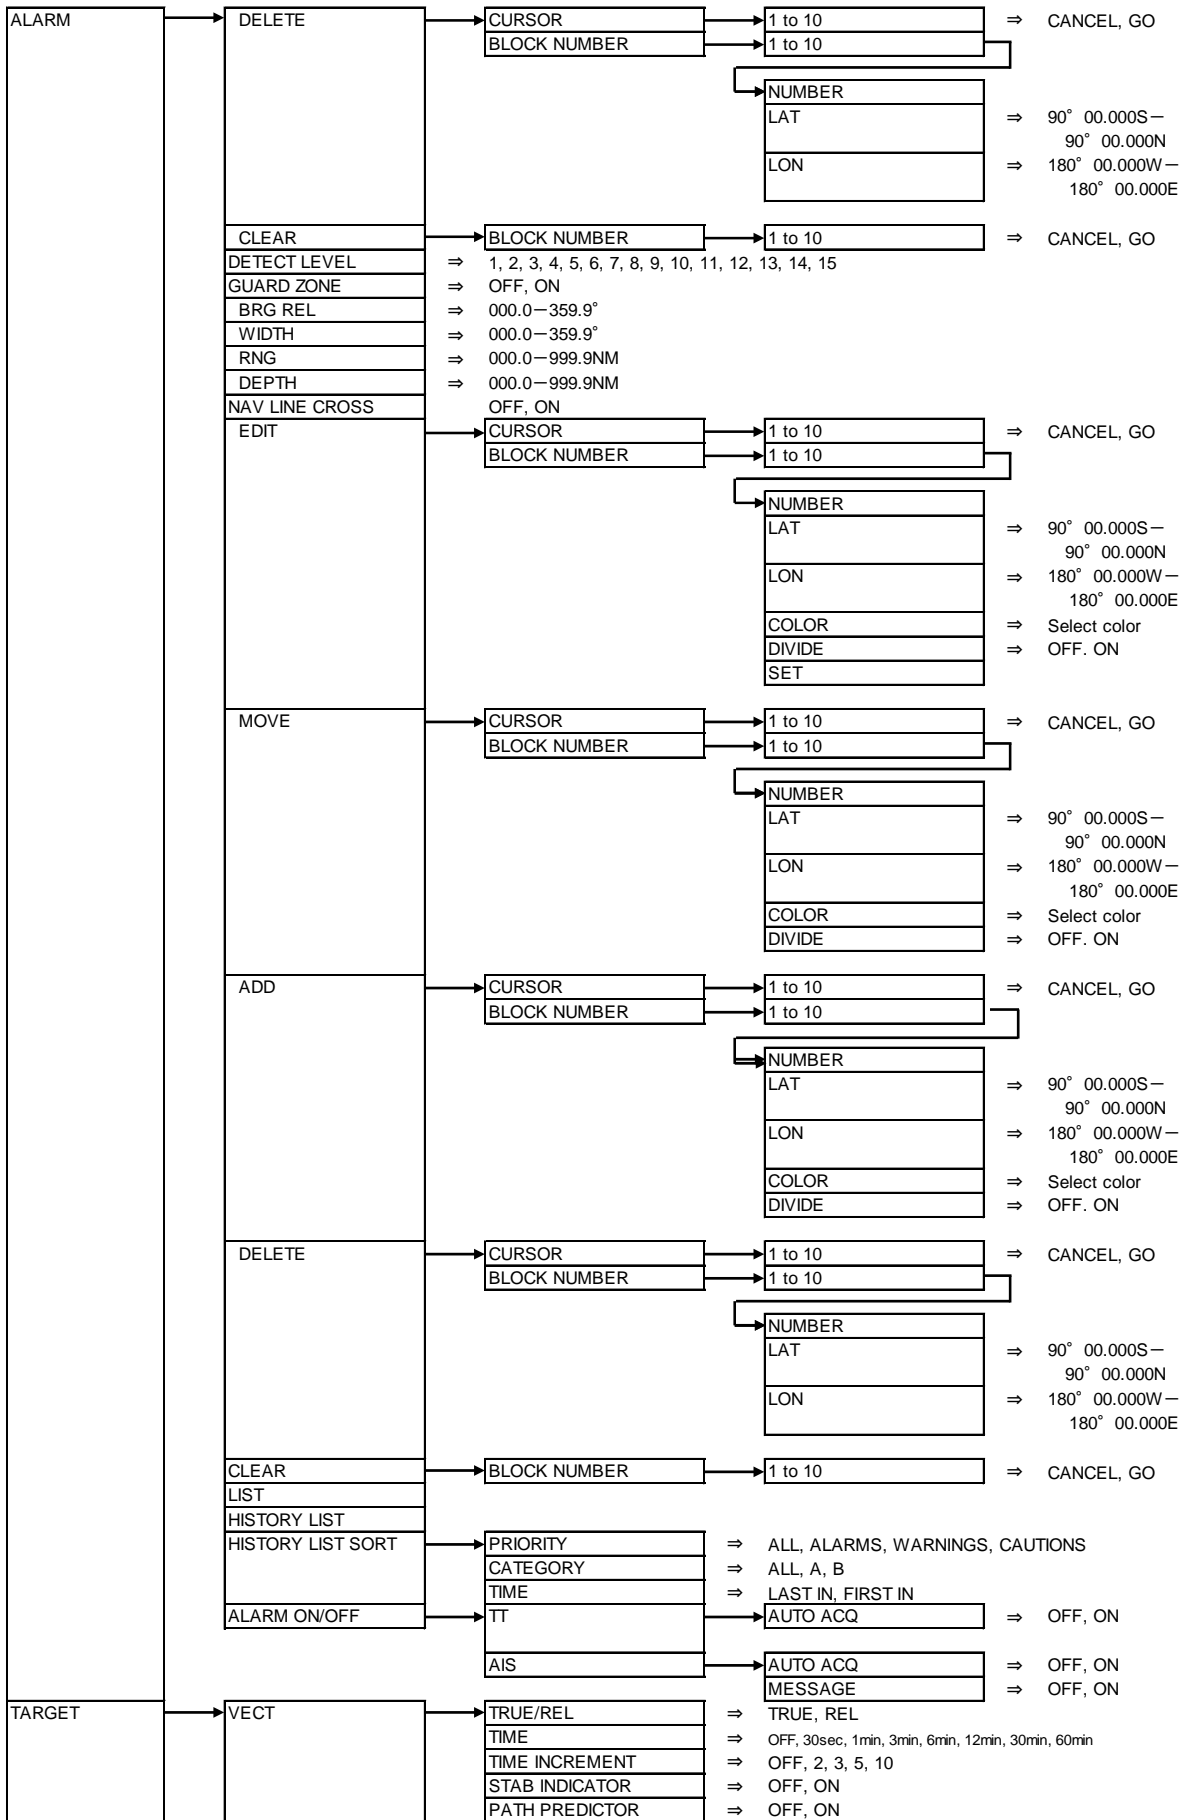 ALARM DELETE CURSOR 1 to 10 ⇒ CANCEL, GO
BLOCK NUMBER 1 to 10
NUMBER
LAT ⇒ 90° 00.000S－
90° 00.000N
LON ⇒ 180° 00.000W－
180° 00.000E
CLEAR BLOCK NUMBER 1 to 10 ⇒ CANCEL, GO
DETECT LEVEL ⇒ 1, 2, 3, 4, 5, 6, 7, 8, 9, 10, 11, 12, 13, 14, 15
GUARD ZONE ⇒ OFF, ON
BRG REL ⇒ 000.0－359.9°
WIDTH ⇒ 000.0－359.9°
RNG ⇒ 000.0－999.9NM
DEPTH ⇒ 000.0－999.9NM
NAV LINE CROSS OFF, ON
EDIT CURSOR 1 to 10 ⇒ CANCEL, GO
BLOCK NUMBER 1 to 10
NUMBER
LAT ⇒ 90° 00.000S－
90° 00.000N
LON ⇒ 180° 00.000W－
180° 00.000E
COLOR ⇒ Select color
DIVIDE ⇒ OFF. ON
SET
MOVE CURSOR 1 to 10 ⇒ CANCEL, GO
BLOCK NUMBER 1 to 10
NUMBER
LAT ⇒ 90° 00.000S－
90° 00.000N
LON ⇒ 180° 00.000W－
180° 00.000E
COLOR ⇒ Select color
DIVIDE ⇒ OFF. ON
ADD CURSOR 1 to 10 ⇒ CANCEL, GO
BLOCK NUMBER 1 to 10
NUMBER
LAT ⇒ 90° 00.000S－
90° 00.000N
LON ⇒ 180° 00.000W－
180° 00.000E
COLOR ⇒ Select color
DIVIDE ⇒ OFF. ON
DELETE CURSOR 1 to 10 ⇒ CANCEL, GO
BLOCK NUMBER 1 to 10
NUMBER
LAT ⇒ 90° 00.000S－
90° 00.000N
LON ⇒ 180° 00.000W－
180° 00.000E
CLEAR BLOCK NUMBER 1 to 10 ⇒ CANCEL, GO
LIST
HISTORY LIST
HISTORY LIST SORT PRIORITY ⇒ ALL, ALARMS, WARNINGS, CAUTIONS
CATEGORY ⇒ ALL, A, B
TIME ⇒ LAST IN, FIRST IN
ALARM ON/OFF TT AUTO ACQ ⇒ OFF, ON
AIS AUTO ACQ ⇒ OFF, ON
MESSAGE ⇒ OFF, ON
TARGET VECT TRUE/REL ⇒ TRUE, REL
TIME ⇒ OFF, 30sec, 1min, 3min, 6min, 12min, 30min, 60min
TIME INCREMENT ⇒ OFF, 2, 3, 5, 10
STAB INDICATOR ⇒ OFF, ON
PATH PREDICTOR ⇒ OFF, ON